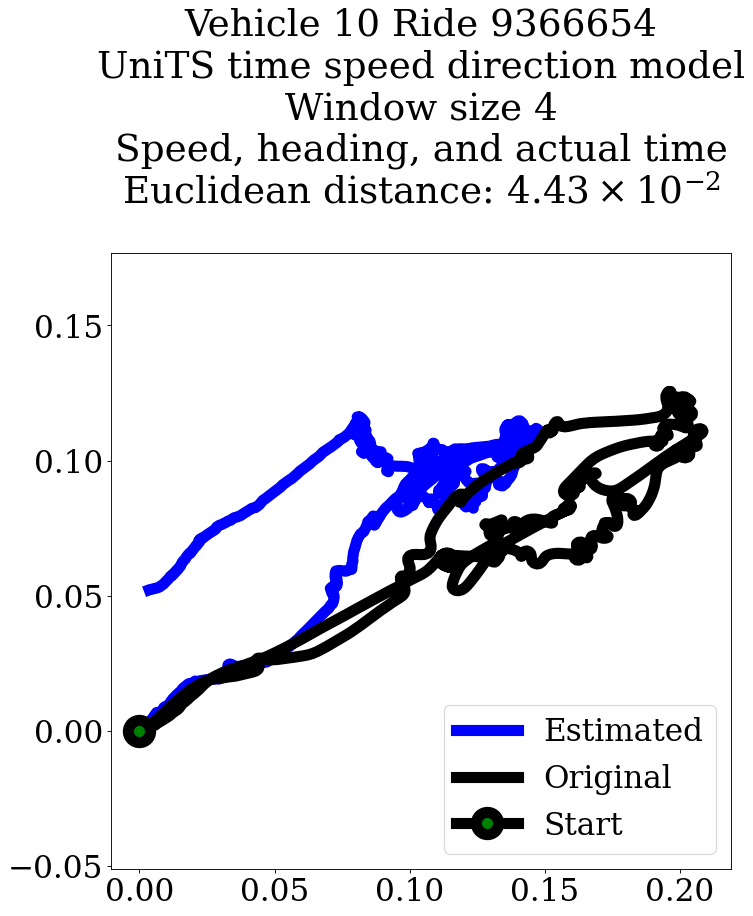 Vehicle 10 Ride 9366654
UniTS time speed direction model
Window size 4
Speed, heading, and actual time
Euclidean distance: 4.43 × 10⁻²
0.15
0.10
0.05
0.00
−0.05
0.00 0.05 0.10 0.15 0.20
Estimated
Original
Start